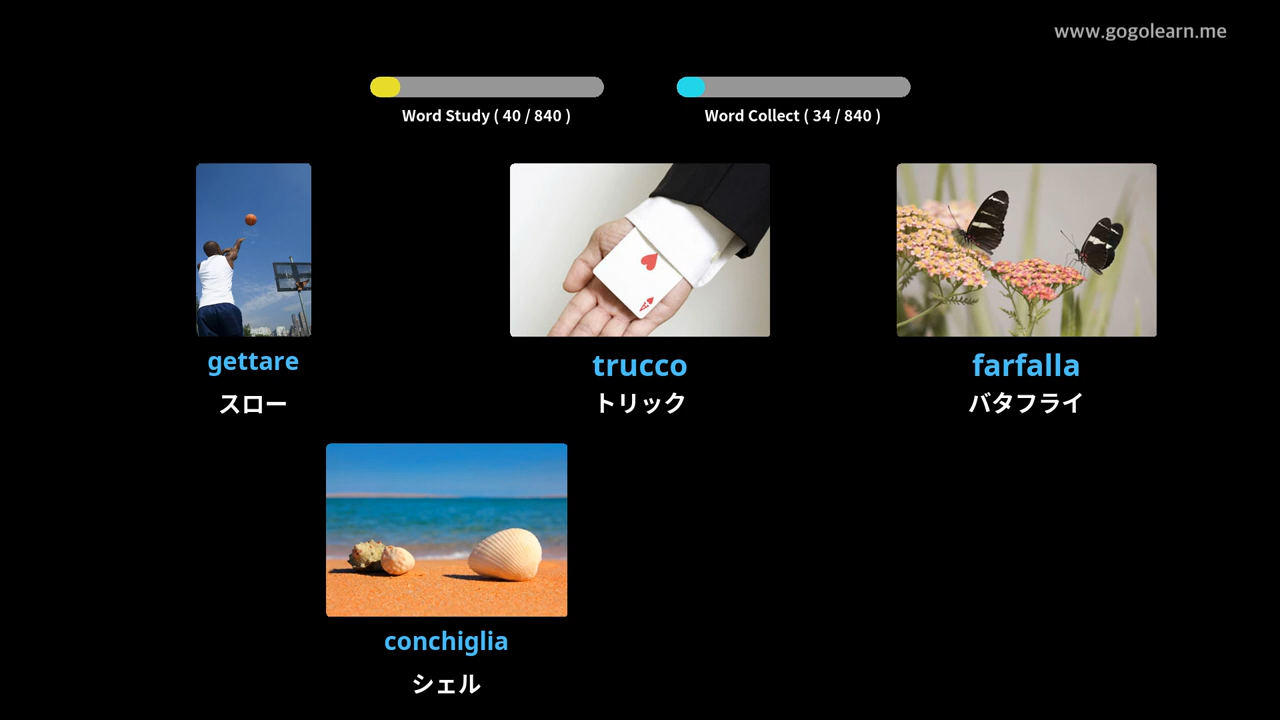 www.gogolearn.me
Word Study ( 40 / 840 )
Word Collect ( 34 / 840 )
gettare
スロー
trucco
トリック
farfalla
バタフライ
conchiglia
シェル